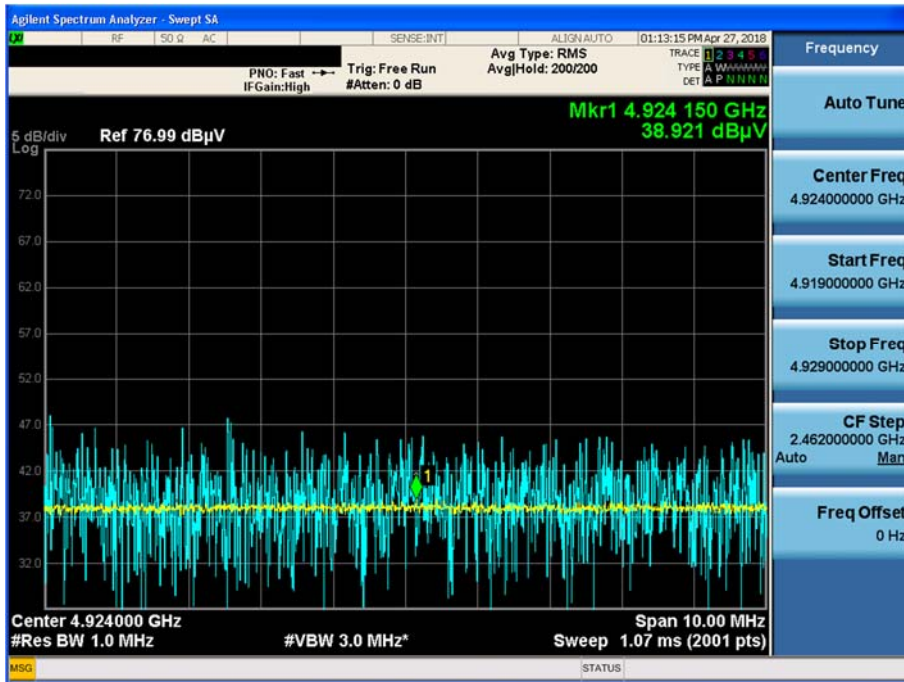 Agilent Spectrum Analyzer - Swept SA
LXI RF 50 Ω AC SENSE:INT ALIGN AUTO 01:13:15 PM Apr 27, 2018
PNO: Fast Trig: Free Run Avg Type: RMS TRACE 1 2 3 4 5 6
IFGain:High #Atten: 0 dB Avg|Hold: 200/200 TYPE A WWWWW
DET A P N N N N
Mkr1 4.924 150 GHz
38.921 dBµV
5 dB/div Ref 76.99 dBµV
Log
72.0
67.0
62.0
57.0
52.0
47.0
42.0
1
37.0
32.0
Center 4.924000 GHz Span 10.00 MHz
#Res BW 1.0 MHz #VBW 3.0 MHz* Sweep 1.07 ms (2001 pts)
MSG STATUS
Frequency
Auto Tune
Center Freq
4.924000000 GHz
Start Freq
4.919000000 GHz
Stop Freq
4.929000000 GHz
CF Step
2.462000000 GHz
Auto Man
Freq Offset
0 Hz